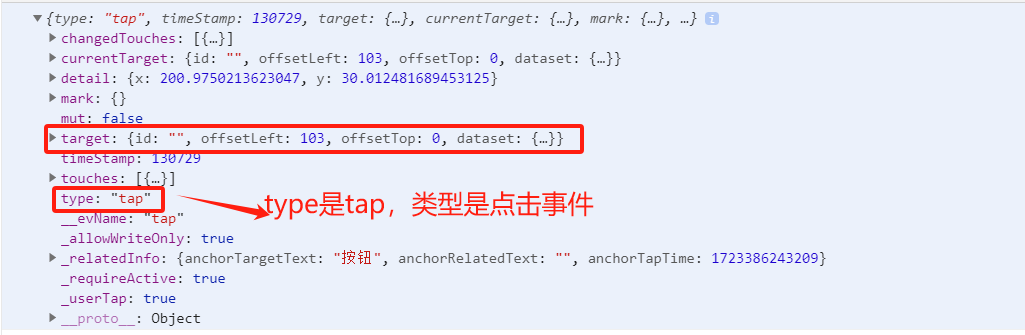 ▼{type: "tap", timeStamp: 130729, target: {…}, currentTarget: {…}, mark: {…}, …} i
▶changedTouches: [{…}]
▶currentTarget: {id: "", offsetLeft: 103, offsetTop: 0, dataset: {…}}
▶detail: {x: 200.9750213623047, y: 30.012481689453125}
▶mark: {}
mut: false
▶target: {id: "", offsetLeft: 103, offsetTop: 0, dataset: {…}}
timeStamp: 130729
▶touches: [{…}]
type: "tap"
type是tap，类型是点击事件
__evName: "tap"
_allowWriteOnly: true
▶_relatedInfo: {anchorTargetText: "按钮", anchorRelatedText: "", anchorTapTime: 1723386243209}
_requireActive: true
_userTap: true
▶__proto__: Object